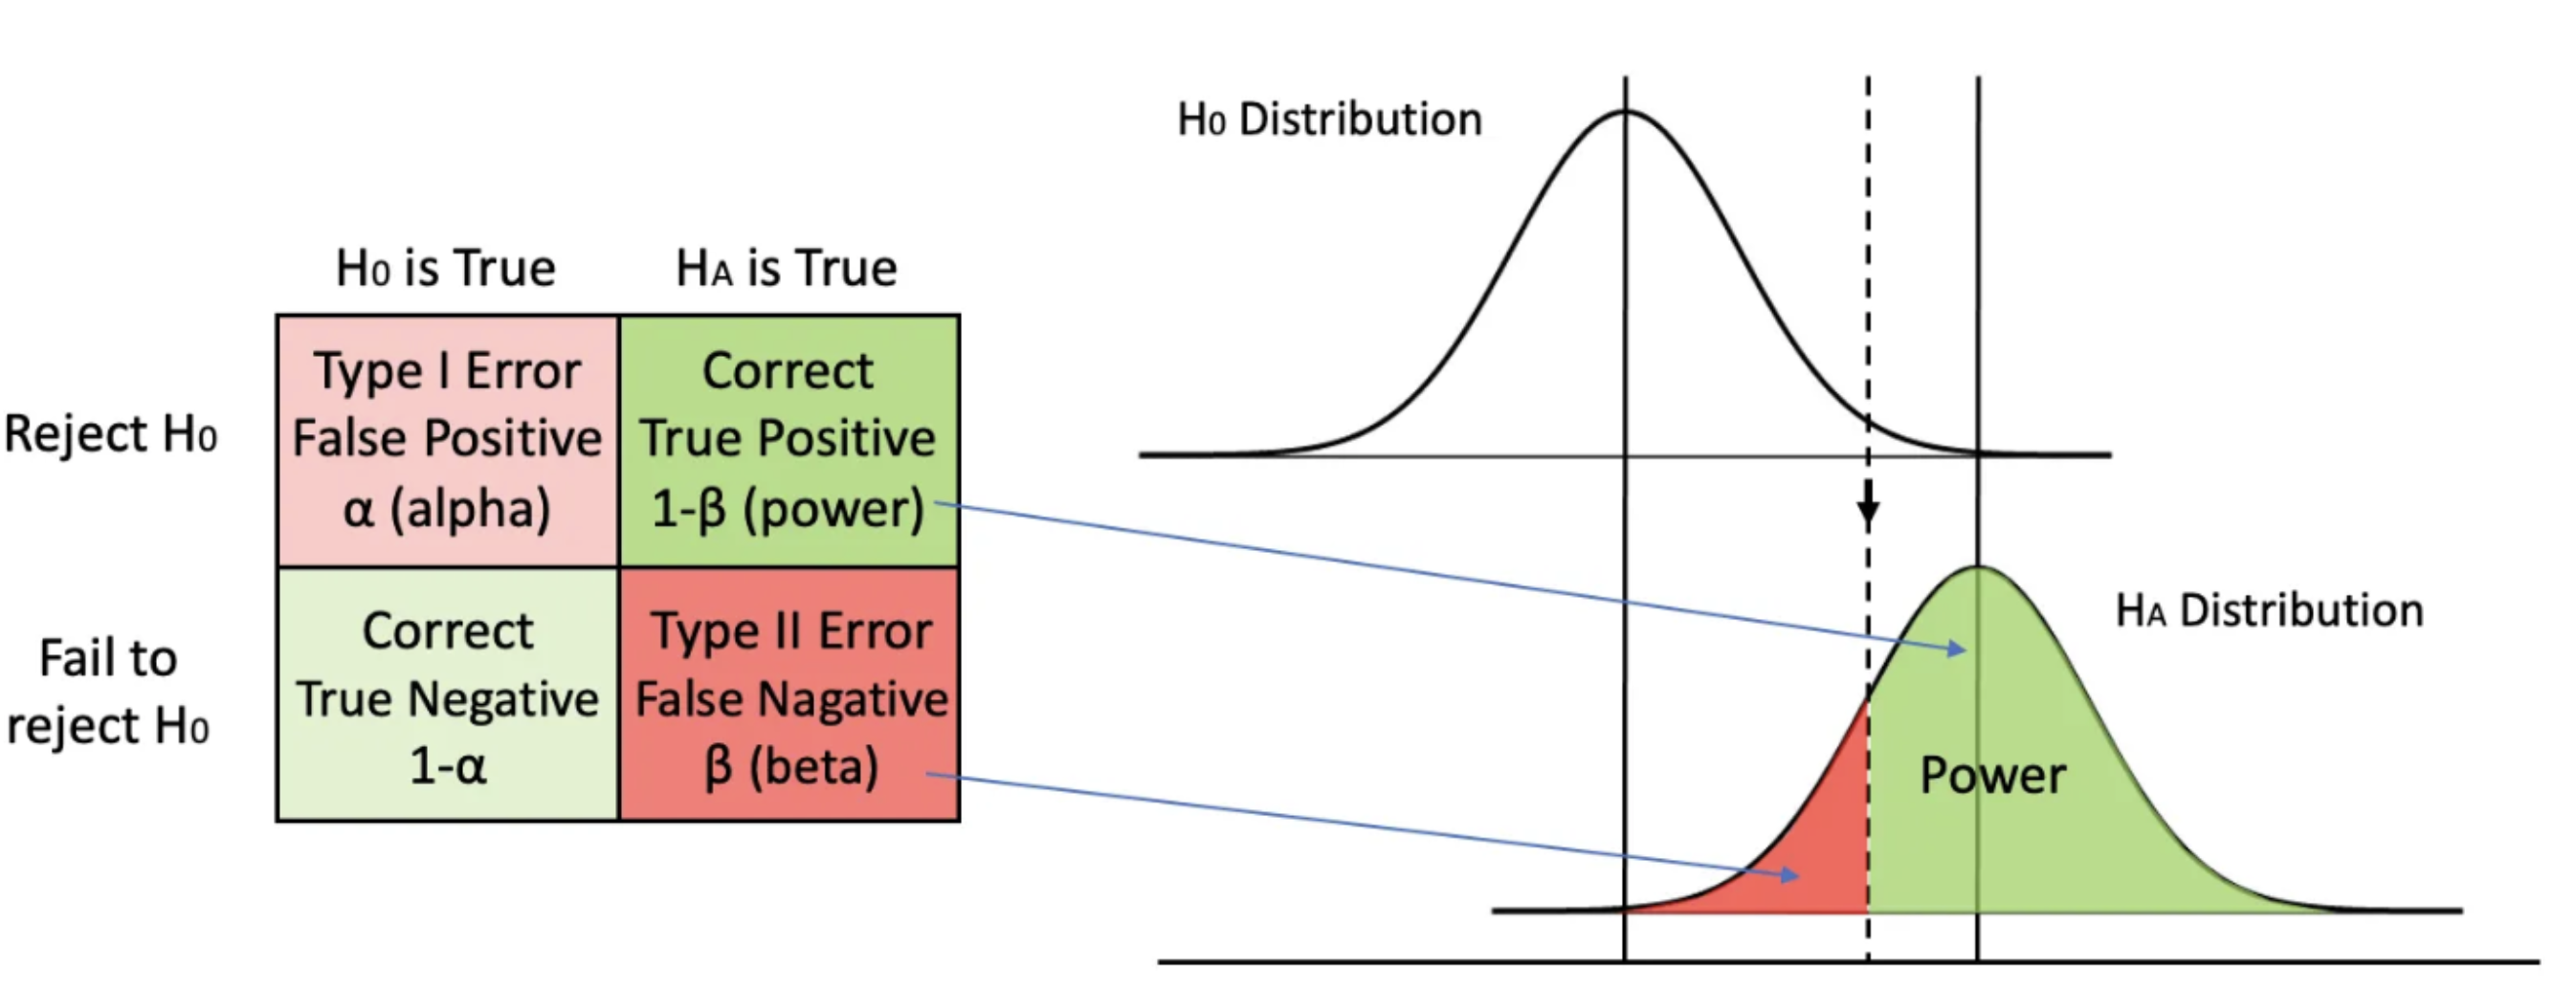 H0 Distribution
H0 is True
HA is True
Reject H0
Type I Error
False Positive
α (alpha)
Correct
True Positive
1-β (power)
Fail to
reject H0
Correct
True Negative
1-α
Type II Error
False Nagative
β (beta)
HA Distribution
Power